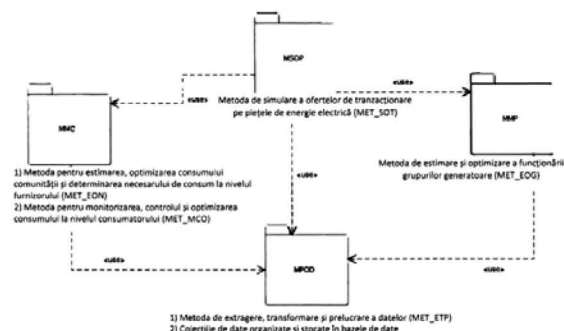 MSOP
«use»
Metoda de simulare a ofertelor de tranzacționare
pe piețele de energie electrică (MET_SOT)
«use»
MMC
MMP
1) Metoda pentru estimarea, optimizarea consumului
comunității și determinarea necesarului de consum la nivelul
furnizorului (MET_EON)
2) Metoda pentru monitorizarea, controlul și optimizarea
consumului la nivelul consumatorului (MET_MCO)
Metoda de estimare și optimizare a funcționării
grupurilor generatoare (MET_EOG)
«use»
«use»
MPOD
«use»
1) Metoda de extragere, transformare și prelucrare a datelor (MET_ETP)
2) Colecțiile de date organizate și stocate în bazele de date